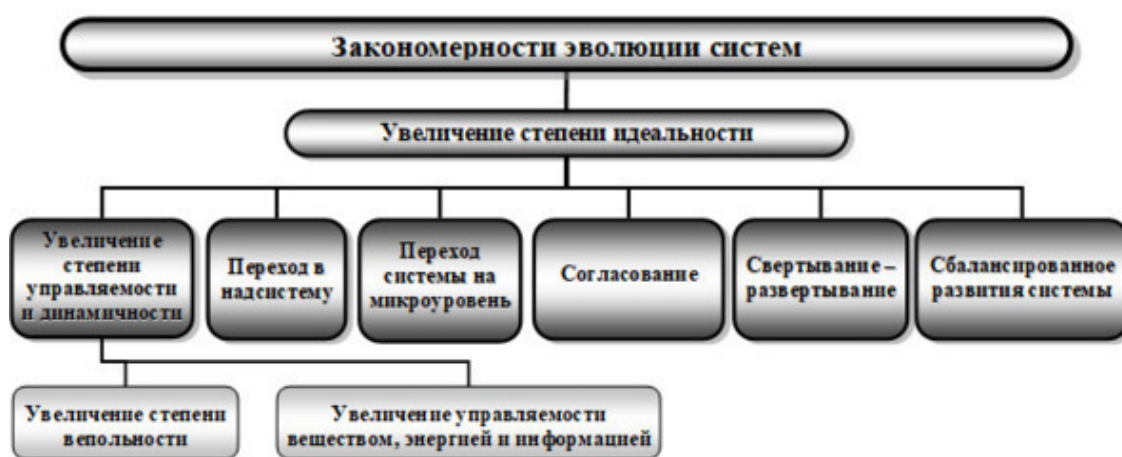 Закономерности эволюции систем
Увеличение степени идеальности
Увеличение
степени
управляемости
и динамичности
Переход в
надсистему
Переход
системы на
микроуровень
Согласование
Свертывание –
развертывание
Сбалансированное
развития системы
Увеличение степени
вепольности
Увеличение управляемости
веществом, энергией и информацией